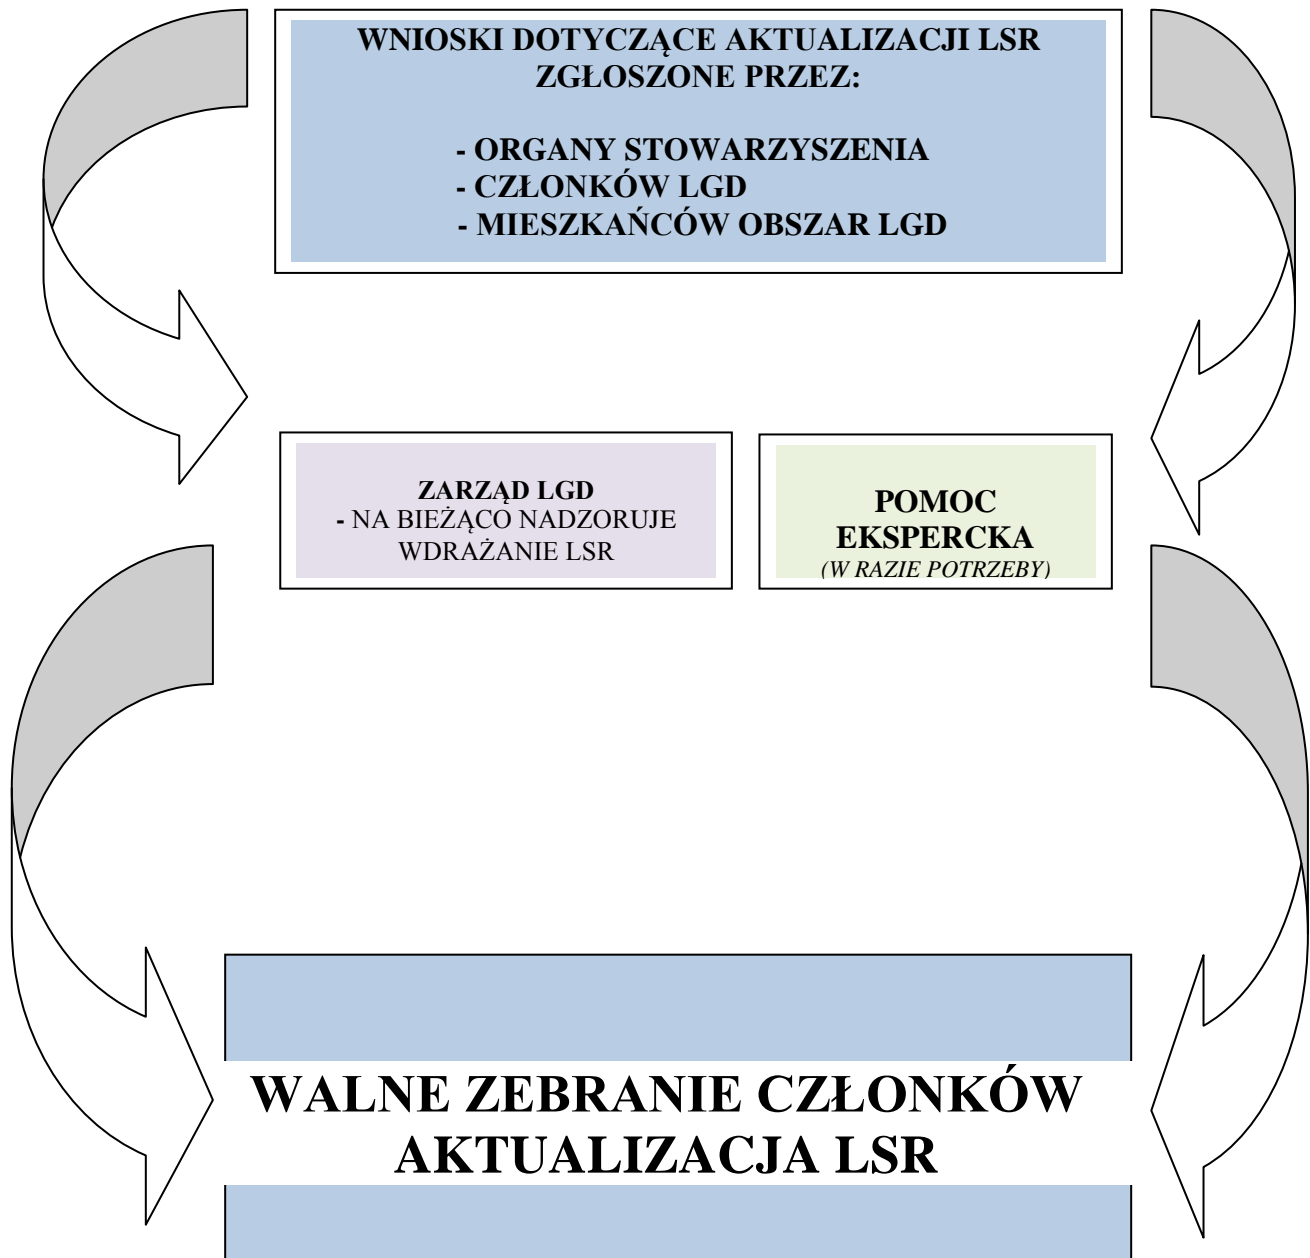 WNIOSKI DOTYCZĄCE AKTUALIZACJI LSR
ZGŁOSZONE PRZEZ:
- ORGANY STOWARZYSZENIA
- CZŁONKÓW LGD
- MIESZKAŃCÓW OBSZAR LGD
ZARZĄD LGD
- NA BIEŻĄCO NADZORUJE
WDRAŻANIE LSR
POMOC
EKSPERCKA
(W RAZIE POTRZEBY)
WALNE ZEBRANIE CZŁONKÓW
AKTUALIZACJA LSR